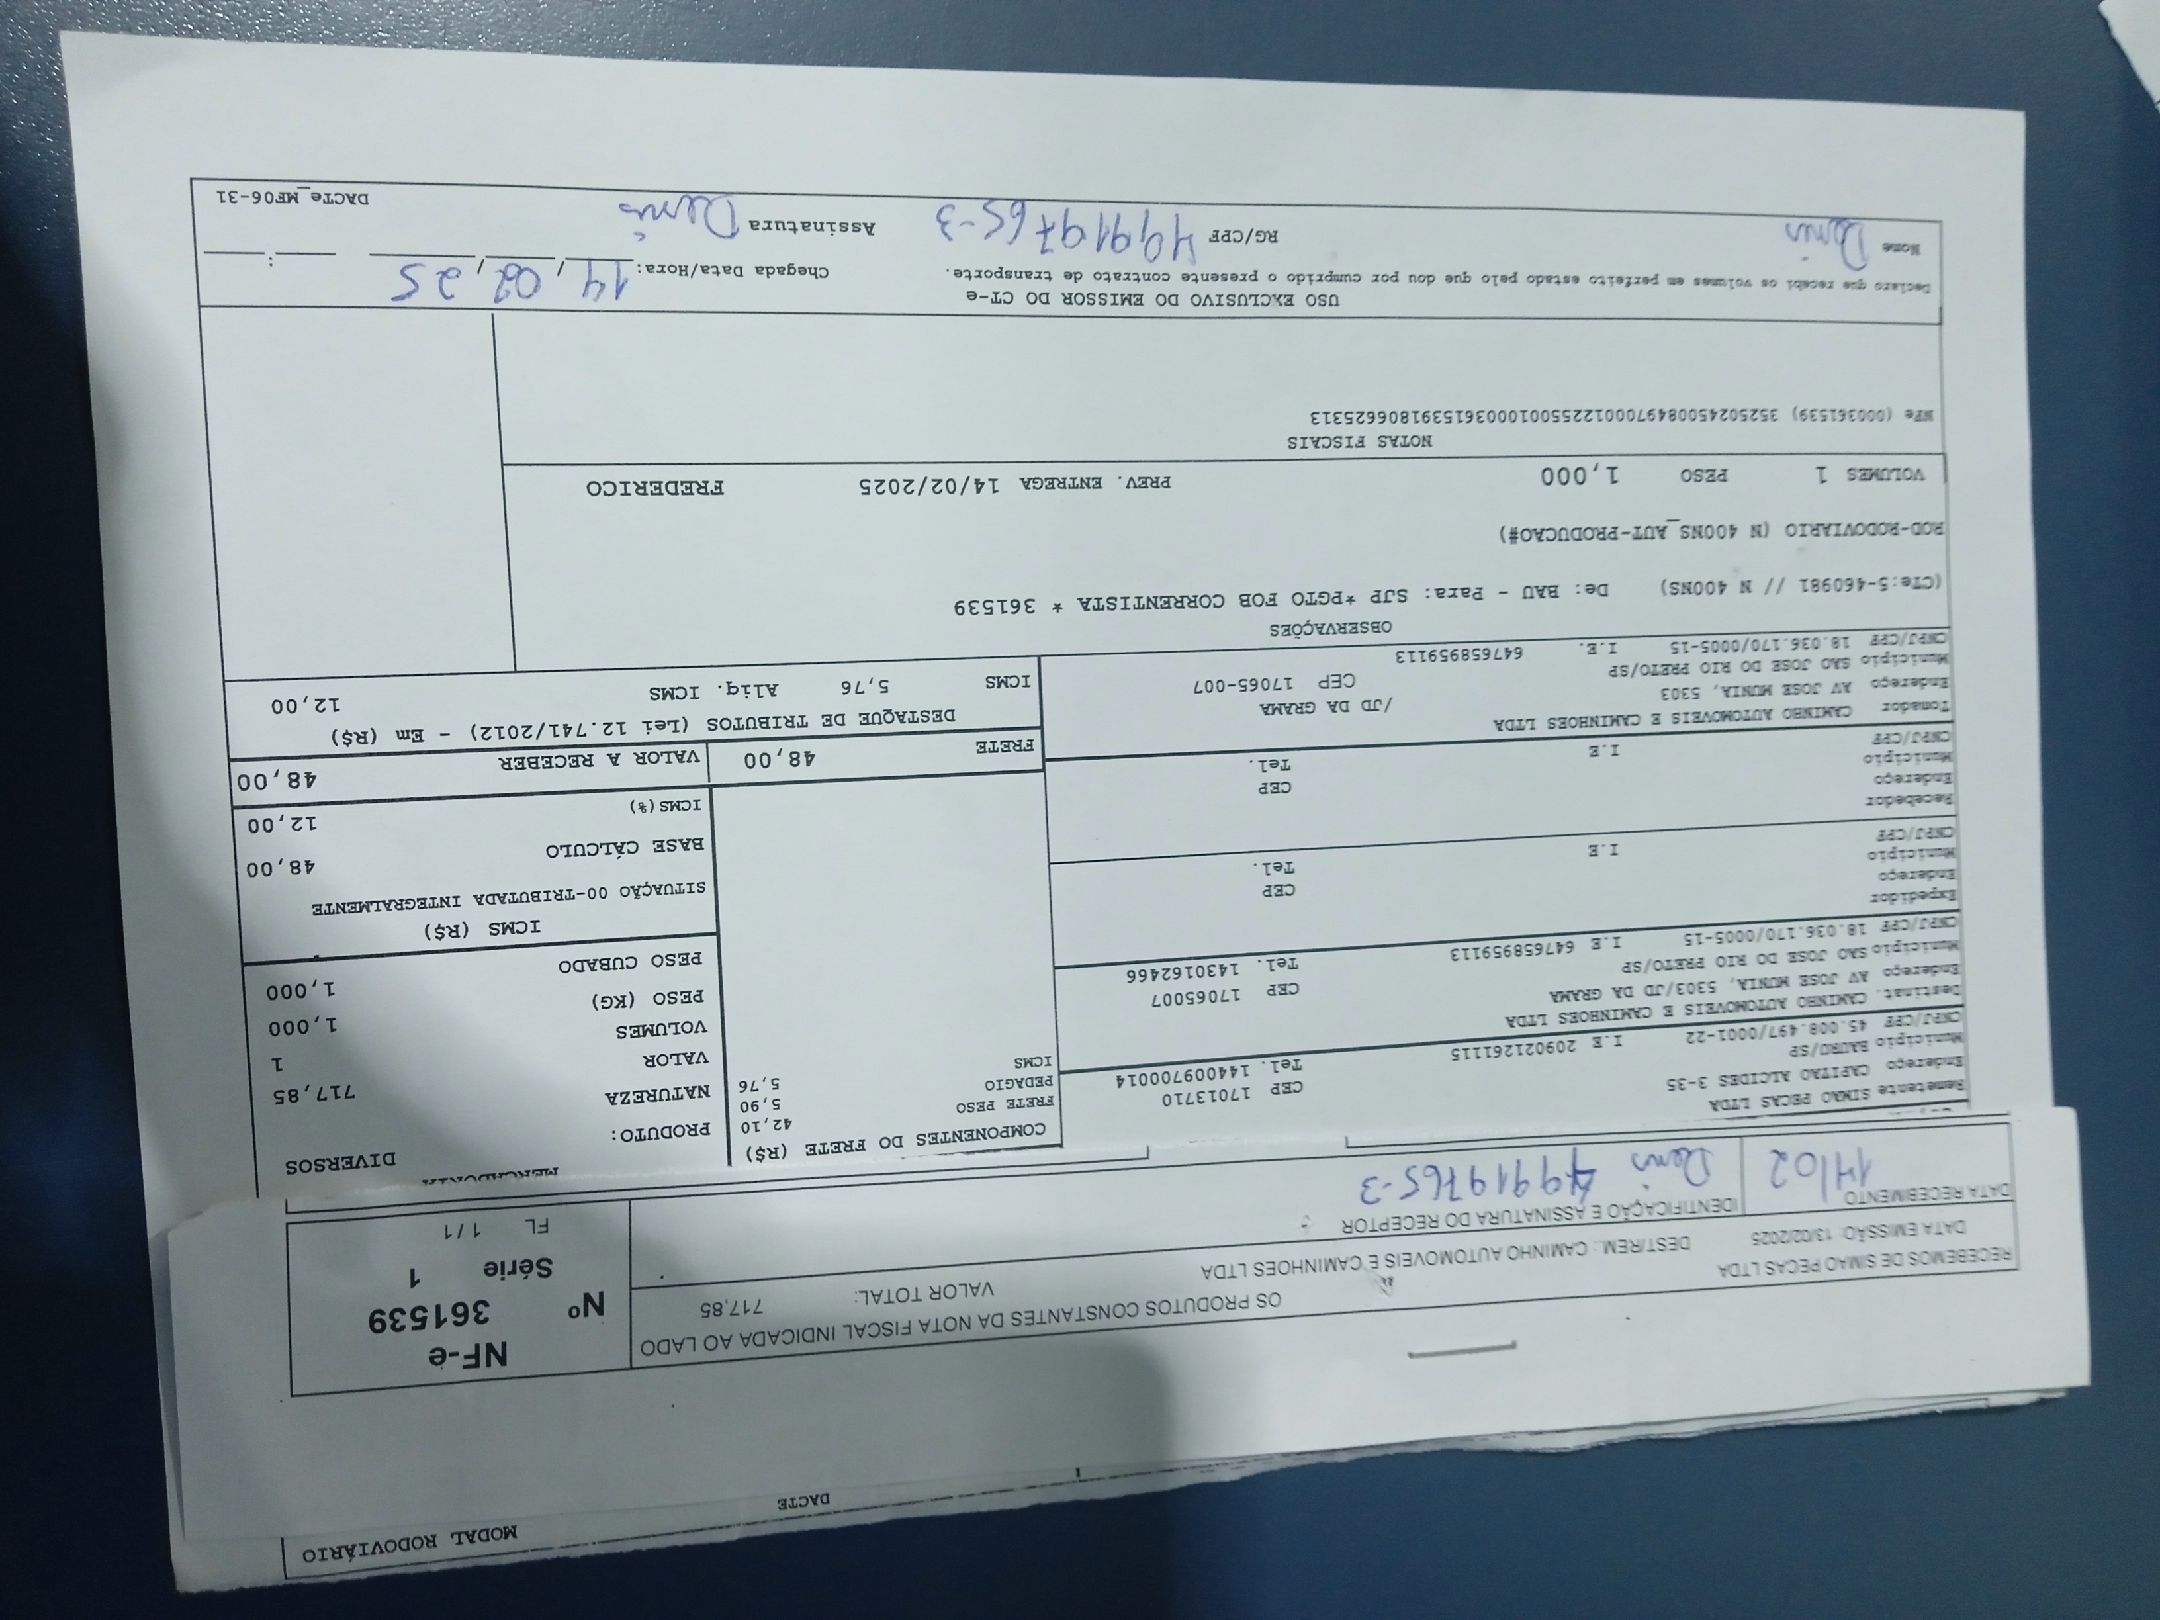 MODAL RODOVIÁRIO
DACTE
RECEBEMOS DE SIMAO PECAS LTDA OS PRODUTOS CONSTANTES DA NOTA FISCAL INDICADA AO LADO
DATA EMISSÃO: 13/02/2025 DEST/REM.: CAMINHO AUTOMOVEIS E CAMINHOES LTDA VALOR TOTAL: 717,85
DATA RECEBIMENTO
14/02
IDENTIFICAÇÃO E ASSINATURA DO RECEPTOR
Denis 49919765-3
NF-e
Nº 361539
Série 1
FL 1 / 1
Remetente SIMAO PECAS LTDA
Endereço CAPITAO ALCIDES 3-35 CEP 17013710
Municipio BAURU/SP Tel. 144009700014
CNPJ/CPF 45.008.497/0001-22 I.E 209021261115
Destinat. CAMINHO AUTOMOVEIS E CAMINHOES LTDA
Endereço AV JOSE MUNIA, 5303/JD DA GRAMA CEP 17065007
Municipio SAO JOSE DO RIO PRETO/SP Tel. 1430162466
CNPJ/CPF 18.036.170/0005-15 I.E 647658959113
Expedidor
Endereço CEP
Municipio Tel.
CNPJ/CPF I.E
Recebedor
Endereço CEP
Municipio Tel.
CNPJ/CPF I.E
Tomador CAMINHO AUTOMOVEIS E CAMINHOES LTDA
Endereço AV JOSE MUNIA, 5303 /JD DA GRAMA
Municipio SAO JOSE DO RIO PRETO/SP CEP 17065-007
CNPJ/CPF 18.036.170/0005-15 I.E. 647658959113
COMPONENTES DO FRETE (R$)
FRETE PESO 42,10
PEDAGIO 5,90
ICMS 5,76
MERCADORIA
PRODUTO: DIVERSOS
NATUREZA
VALOR 717,85
VOLUMES 1
PESO (KG) 1,000
PESO CUBADO 1,000
ICMS (R$)
SITUAÇÃO 00-TRIBUTADA INTEGRALMENTE
BASE CÁLCULO 48,00
ICMS(%) 12,00
FRETE 48,00 VALOR A RECEBER 48,00
DESTAQUE DE TRIBUTOS (Lei 12.741/2012) - Em (R$)
ICMS 5,76 Aliq. ICMS 12,00
OBSERVAÇÕES
(CTe:5-460981 // N 400NS) De: BAU - Para: SJP *PGTO FOB CORRENTISTA * 361539
ROD-RODOVIARIO (N 400NS_AUT-PRODUCAO#)
VOLUMES 1 PESO 1,000 PREV. ENTREGA 14/02/2025 FREDERICO
NOTAS FISCAIS
NFe (000361539) 35250245008497000122550010003615391806625313
USO EXCLUSIVO DO EMISSOR DO CT-e
Declaro que recebi os volumes em perfeito estado pelo que dou por cumprido o presente contrato de transporte. Chegada Data/Hora: 14/02/25 :
Nome Denis RG/CPF 49919765-3 Assinatura Denis
DACTe_MF06-31